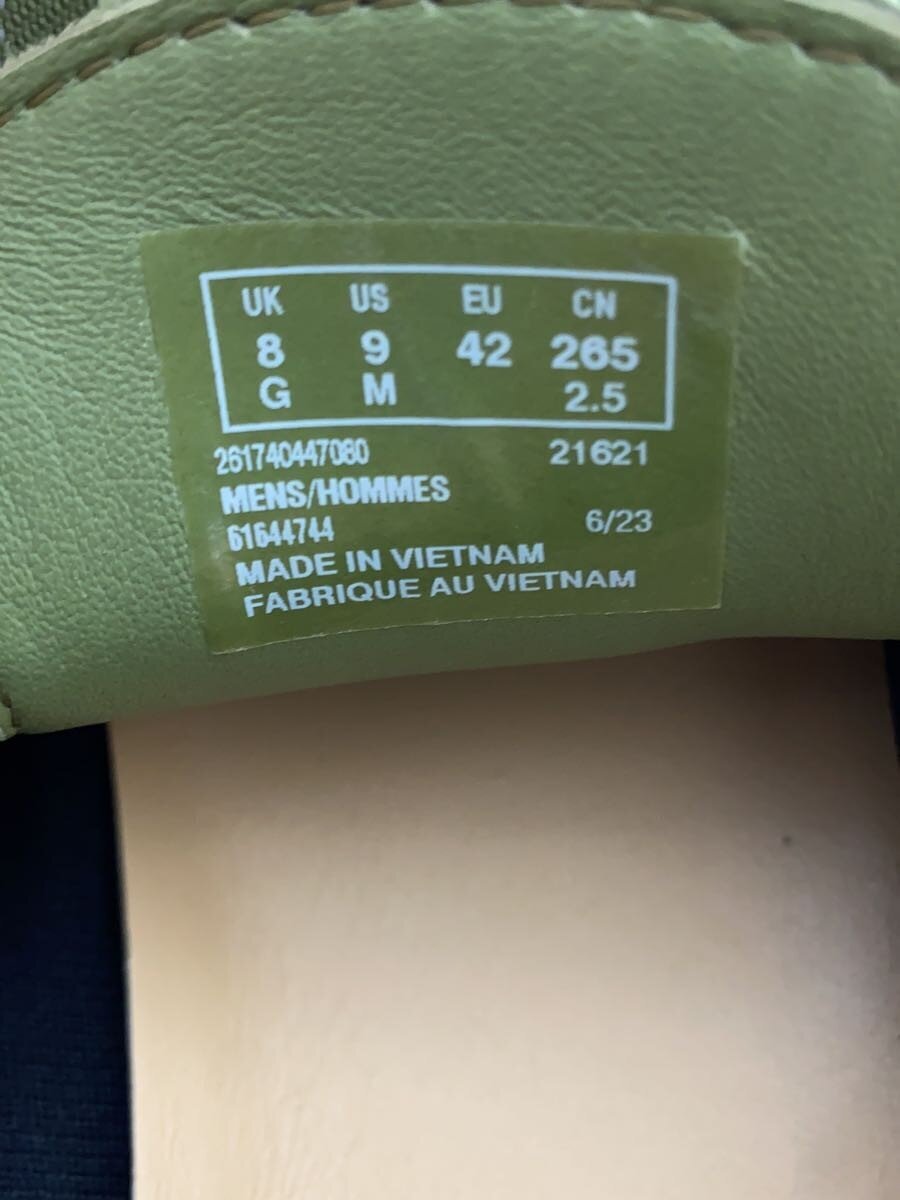 UK US EU CN
8 9 42 265
G M 2.5
261740447080 21621
MENS/HOMMES
61644744 6/23
MADE IN VIETNAM
FABRIQUE AU VIETNAM